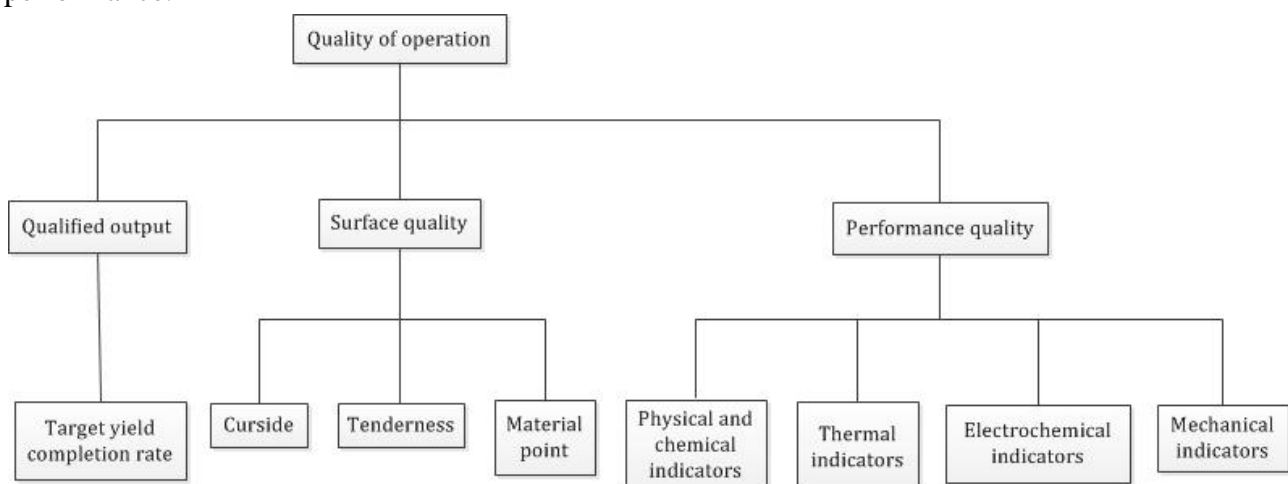 Quality of operation
Qualified output
Surface quality
Performance quality
Target yield
completion rate
Curside
Tenderness
Material
point
Physical and
chemical
indicators
Thermal
indicators
Electrochemical
indicators
Mechanical
indicators